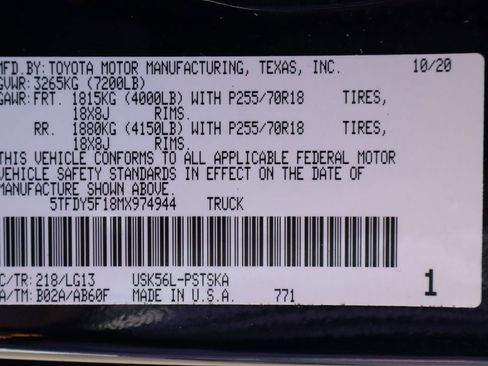 MFD.BY:TOYOTA MOTOR MANUFACTURING, TEXAS, INC. 10/20
GVWR:3265KG (7200LB)
GAWR:FRT. 1815KG (4000LB) WITH P255/70R18 TIRES,
18X8J RIMS.
RR. 1880KG (4150LB) WITH P255/70R18 TIRES,
18X8J RIMS.
THIS VEHICLE CONFORMS TO ALL APPLICABLE FEDERAL MOTOR
VEHICLE SAFETY STANDARDS IN EFFECT ON THE DATE OF
MANUFACTURE SHOWN ABOVE.
5TFDY5F18MX974944 TRUCK
C/TR:218/LG13 USK56L-PSTSKA
A/TM:B02A/AB60F MADE IN U.S.A. 771 1